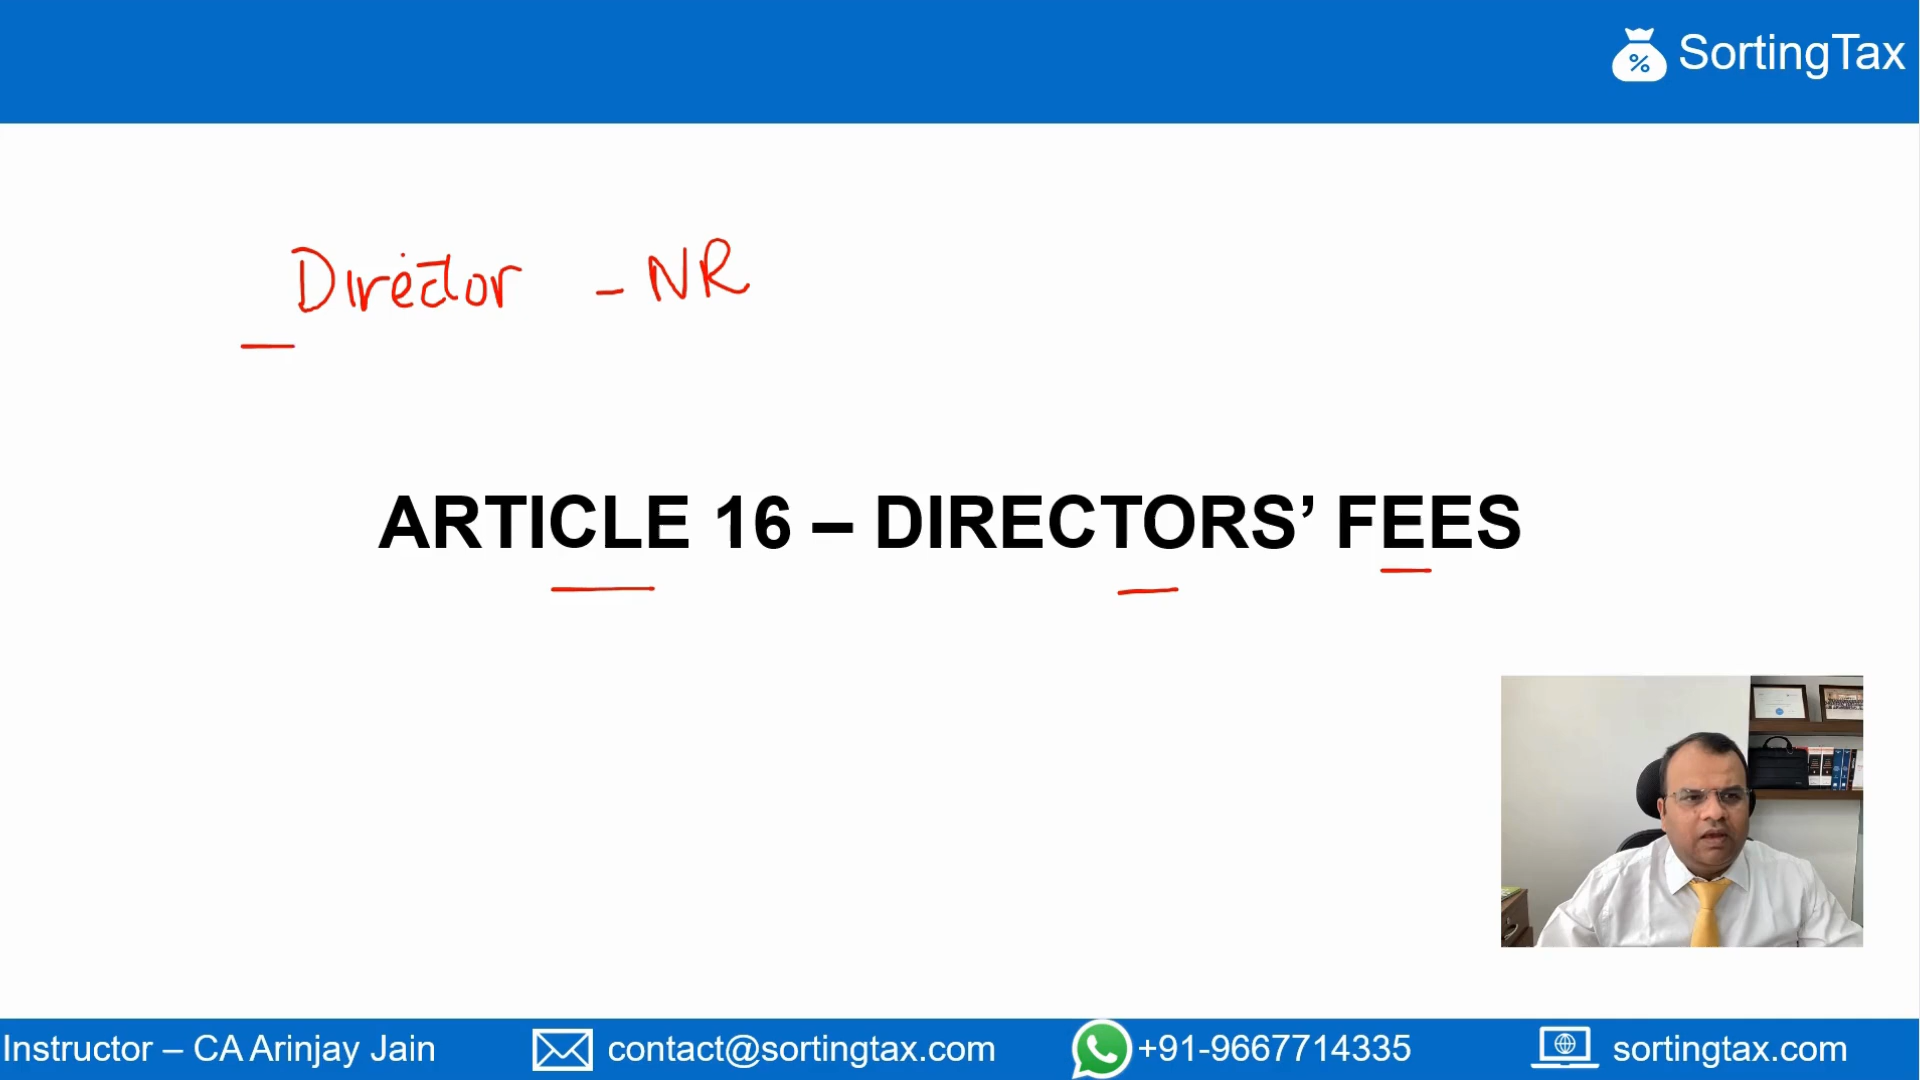 SortingTax
Director - NR
ARTICLE 16 – DIRECTORS’ FEES
Instructor – CA Arinjay Jain
contact@sortingtax.com
+91-9667714335
sortingtax.com